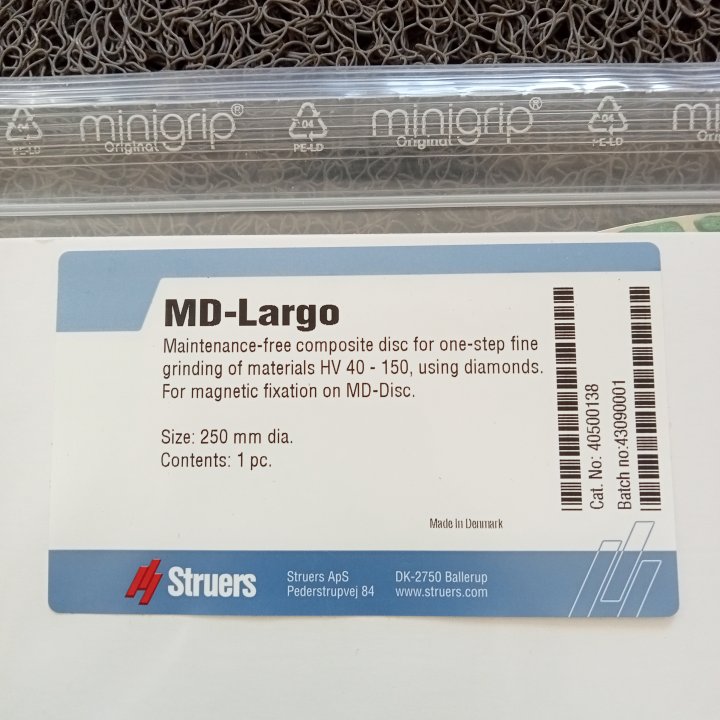 04 minigrip® 04 minigrip® 04
PE-LD Original PE-LD Original PE-LD
MD-Largo
Maintenance-free composite disc for one-step fine
grinding of materials HV 40 - 150, using diamonds.
For magnetic fixation on MD-Disc.
Size: 250 mm dia.
Contents: 1 pc.
Made In Denmark
Cat. No: 40500138
Batch no:43090001
Struers
Struers ApS
Pederstrupvej 84
DK-2750 Ballerup
www.struers.com